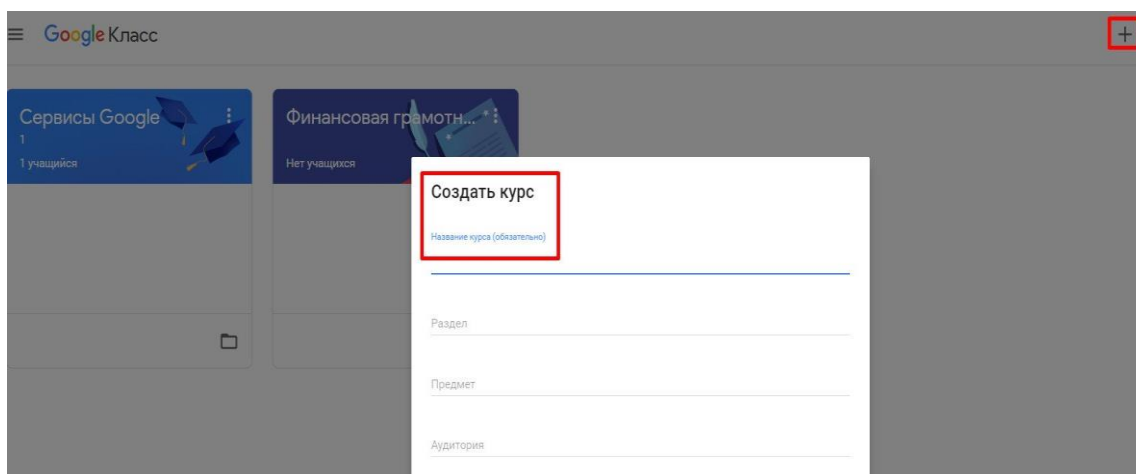 Google Класс
Сервисы Google
1
1 учащийся
Финансовая грамотн...
Нет учащихся
Создать курс
Название курса (обязательно)
Раздел
Предмет
Аудитория